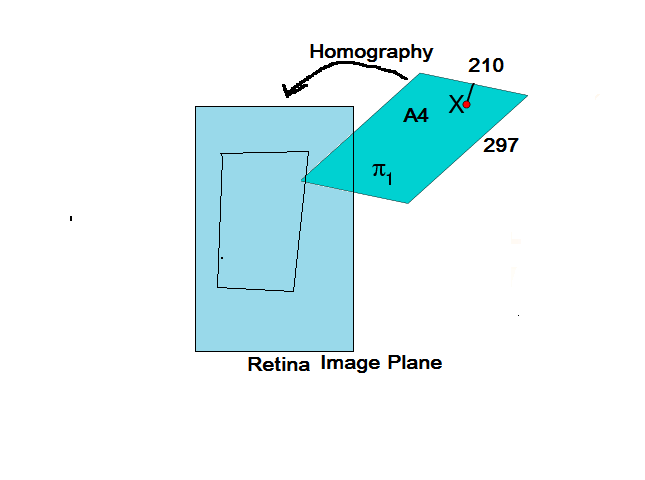 Homography
210
X
A4
297
π1
Retina Image Plane